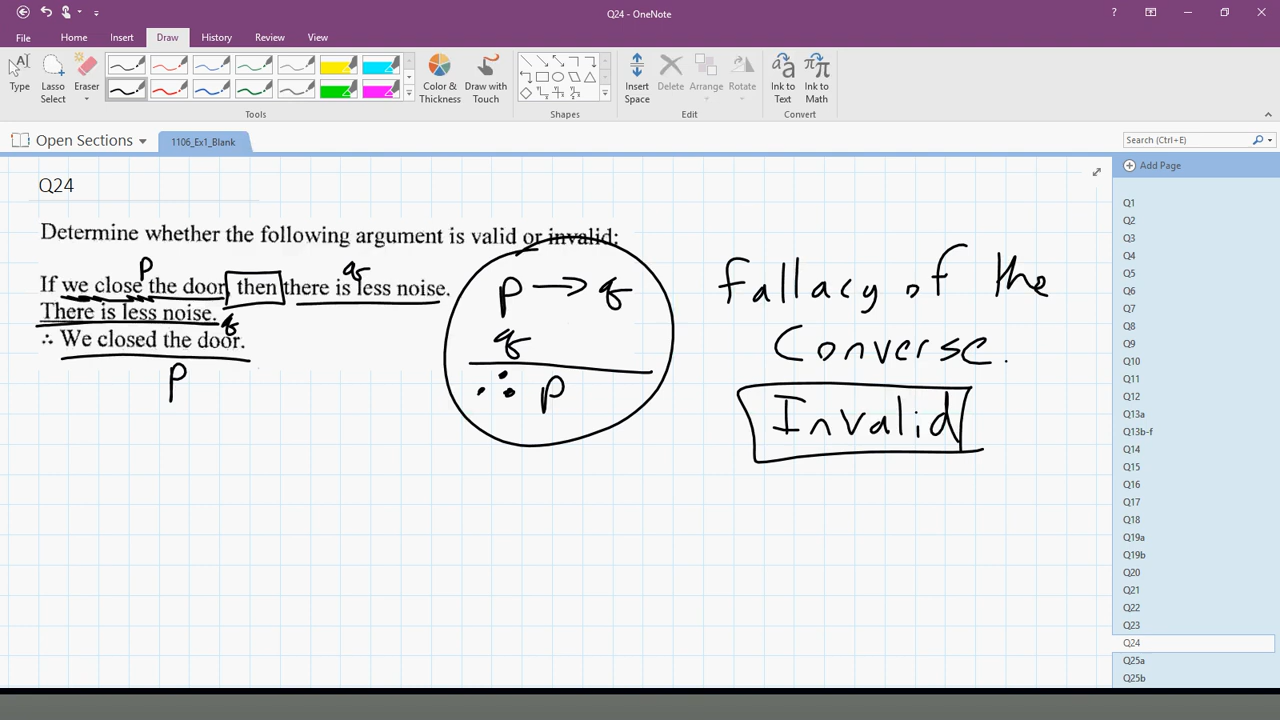 Q24 - OneNote
?
File
Home
Insert
Draw
History
Review
View
Type
Lasso Select
Eraser
Color & Thickness
Draw with Touch
Insert Space
Delete
Arrange
Rotate
Ink to Text
Ink to Math
Tools
Shapes
Edit
Convert
Open Sections
1106_Ex1_Blank
Search (Ctrl+E)
Add Page
Q24
Determine whether the following argument is valid or invalid:
p
q
If we close the door, then there is less noise.
There is less noise.
q
∴ We closed the door.
p
p → q
q
∴ p
Fallacy of the
Converse.
Invalid
Q1
Q2
Q3
Q4
Q5
Q6
Q7
Q8
Q9
Q10
Q11
Q12
Q13a
Q13b-f
Q14
Q15
Q16
Q17
Q18
Q19a
Q19b
Q20
Q21
Q22
Q23
Q24
Q25a
Q25b